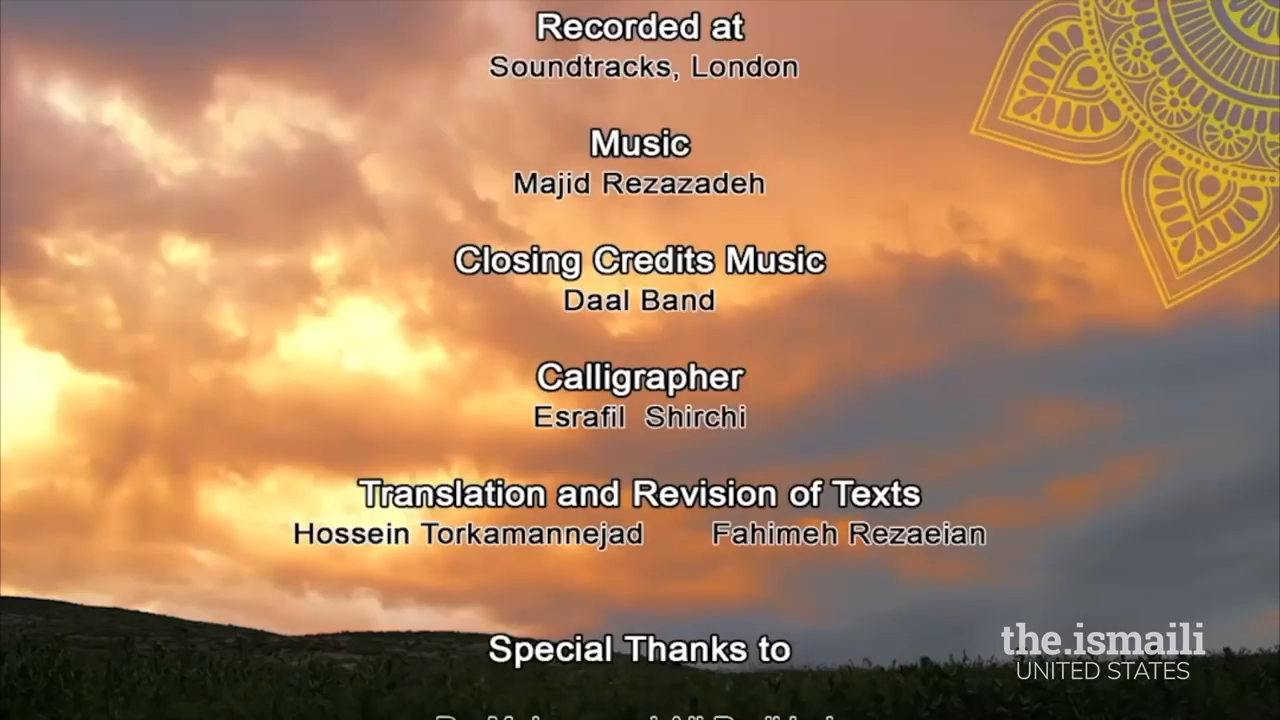 Recorded at
Soundtracks, London
Music
Majid Rezazadeh
Closing Credits Music
Daal Band
Calligrapher
Esrafil Shirchi
Translation and Revision of Texts
Hossein Torkamannejad Fahimeh Rezaeian
Special Thanks to
the.ismaili
UNITED STATES